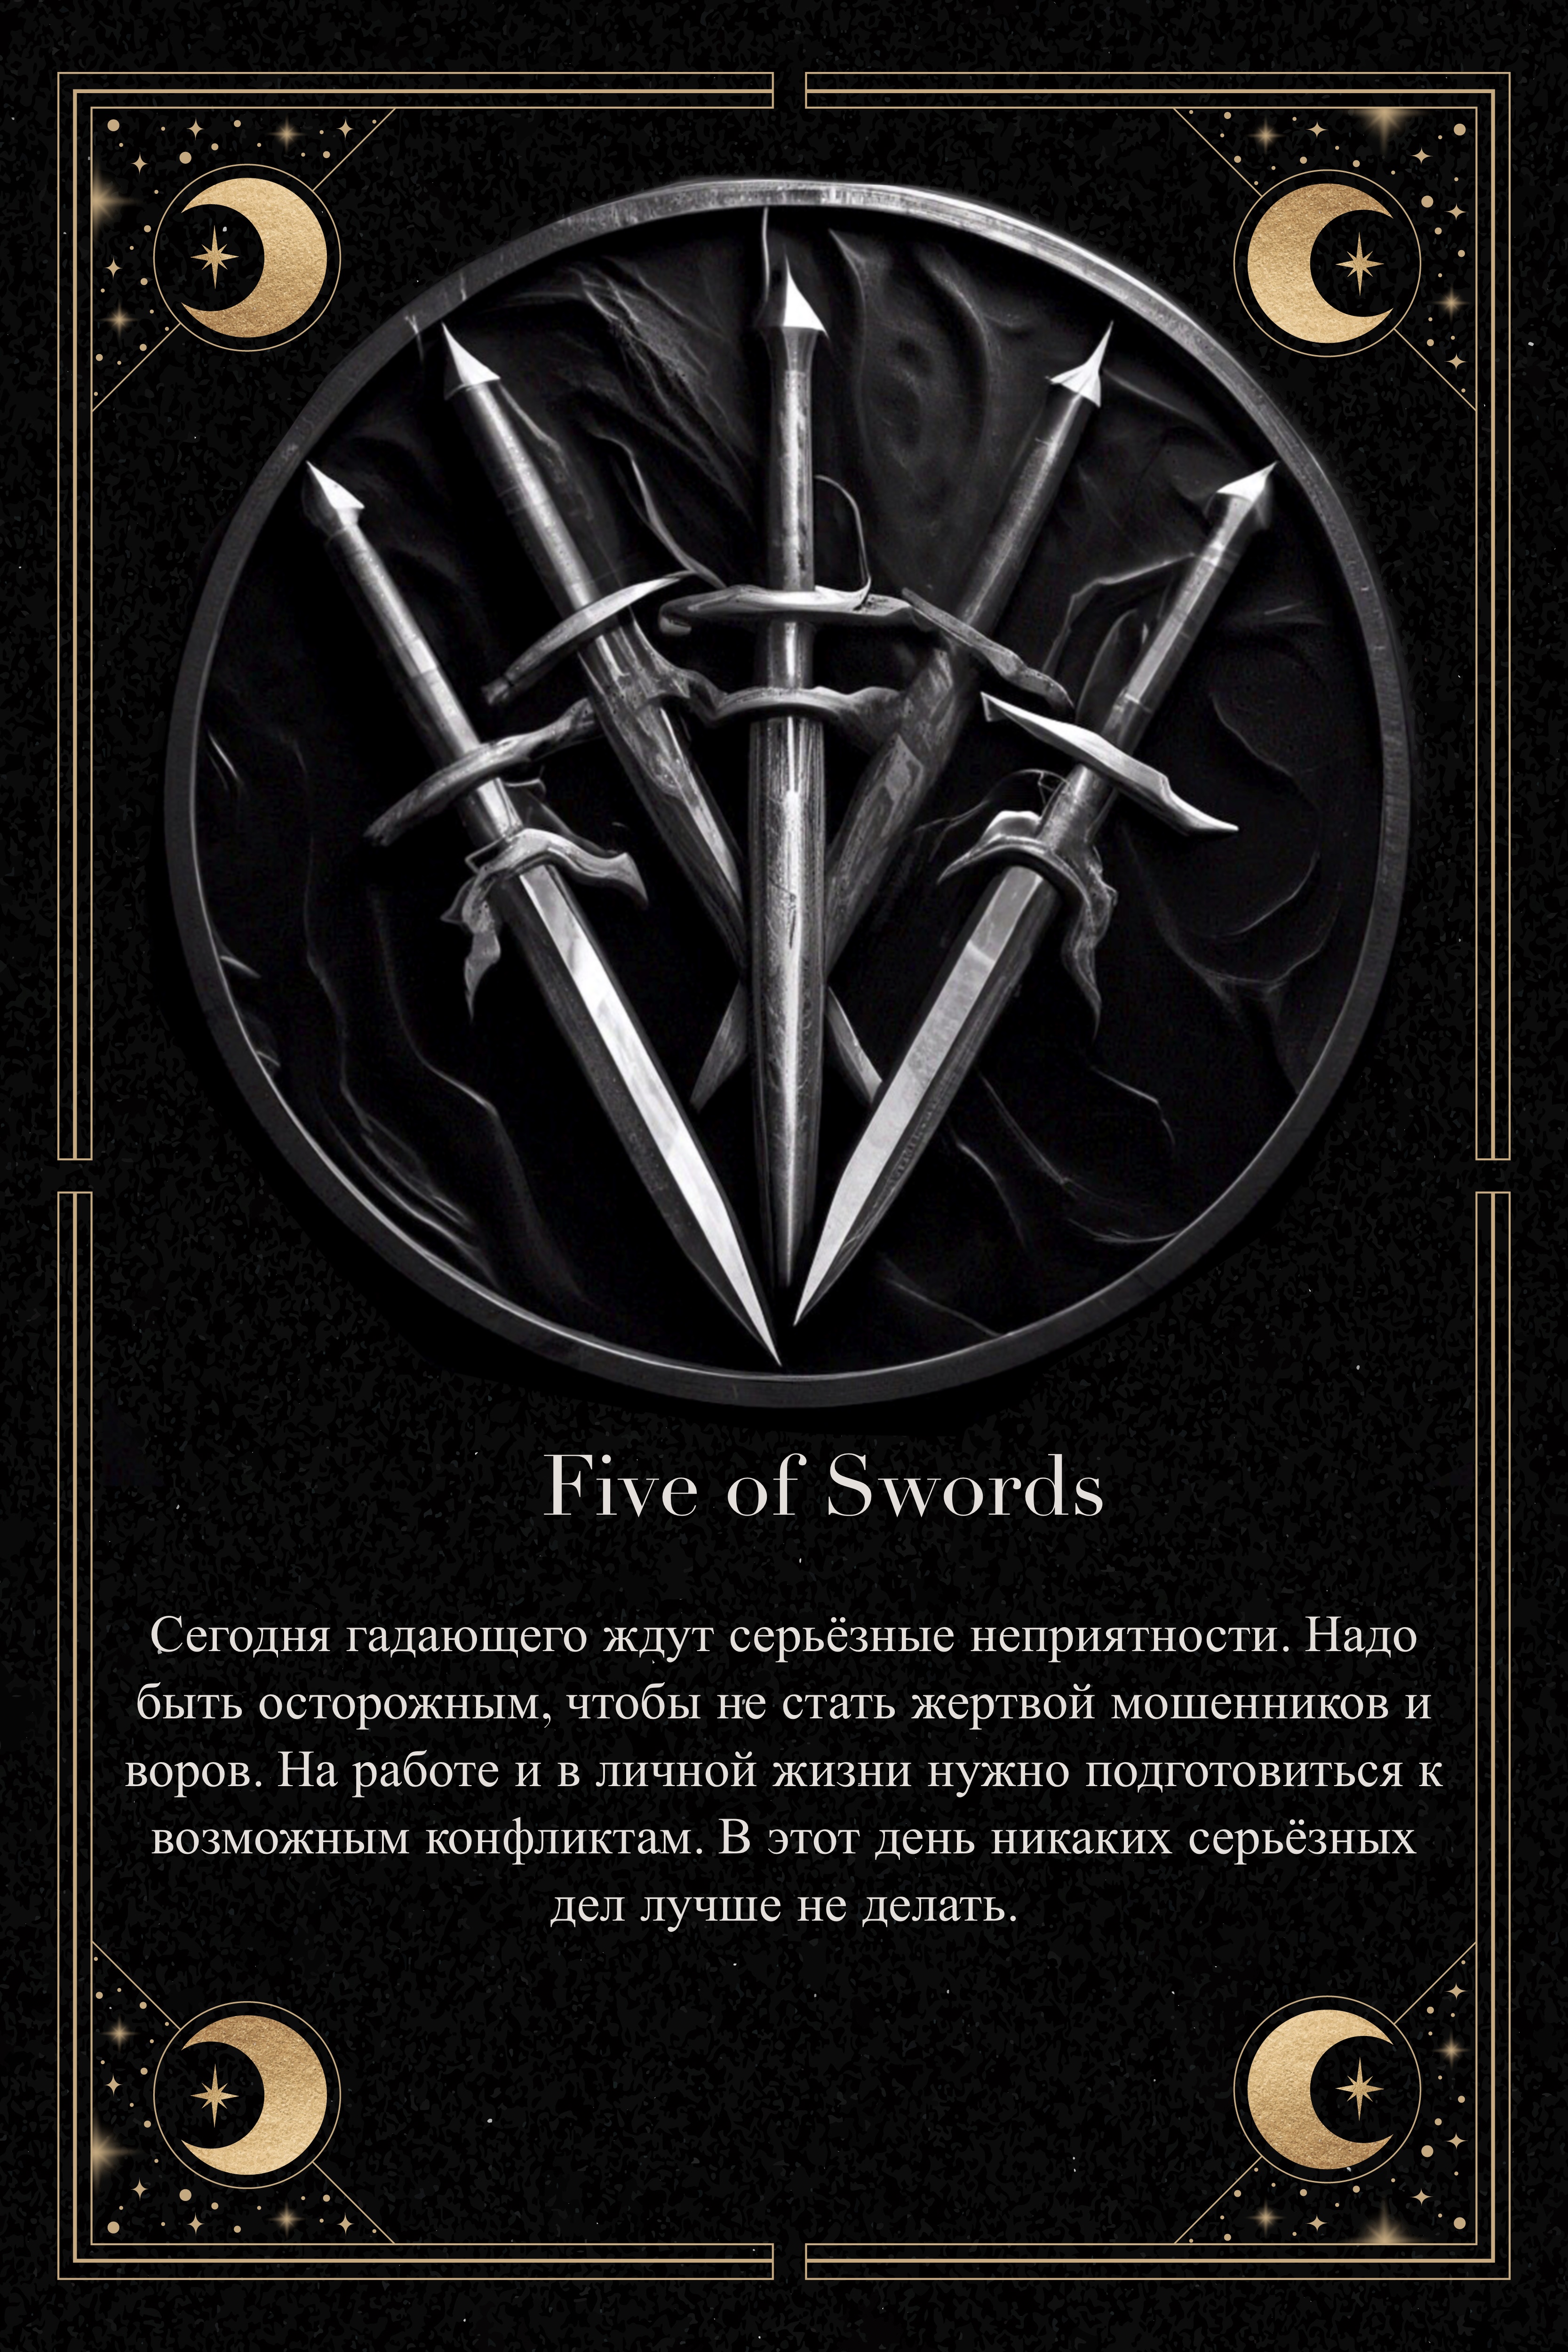 Five of Swords
Сегодня гадающего ждут серьёзные неприятности. Надо
быть осторожным, чтобы не стать жертвой мошенников и
воров. На работе и в личной жизни нужно подготовиться к
возможным конфликтам. В этот день никаких серьёзных
дел лучше не делать.